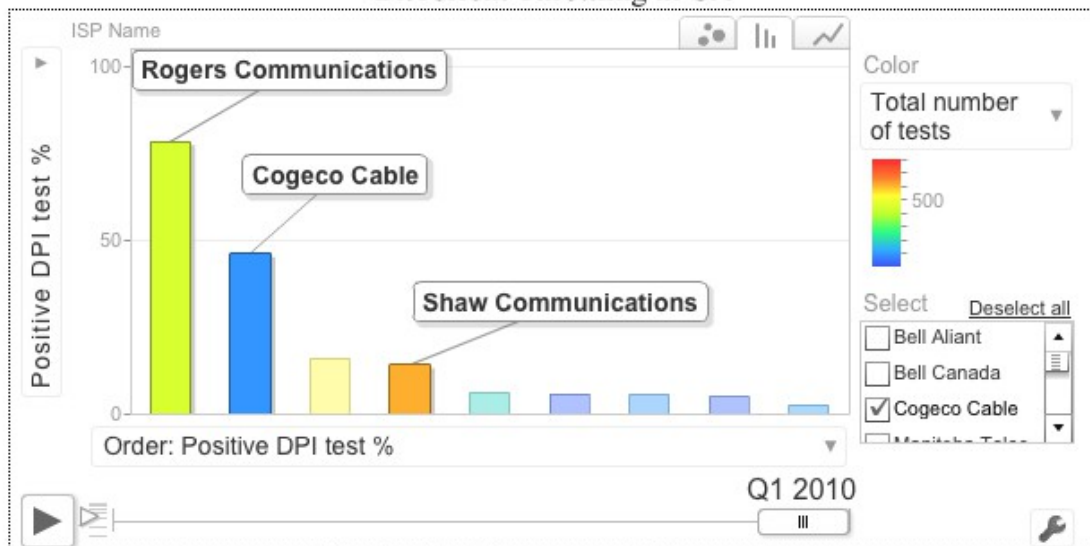 ISP Name
100
50
0
Positive DPI test %
Rogers Communications
Cogeco Cable
Shaw Communications
Order: Positive DPI test %
Q1 2010
Color
Total number
of tests
500
Select
Deselect all
Bell Aliant
Bell Canada
Cogeco Cable